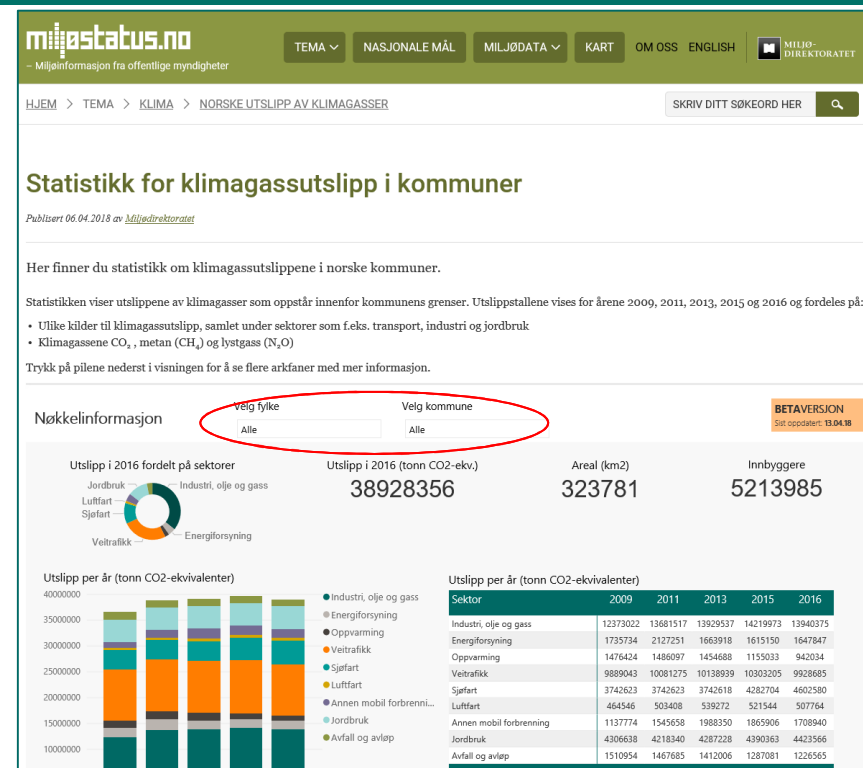 miljøstatus.no
– Miljøinformasjon fra offentlige myndigheter
TEMA NASJONALE MÅL MILJØDATA KART OM OSS ENGLISH MILJØ-
DIREKTORATET
HJEM > TEMA > KLIMA > NORSKE UTSLIPP AV KLIMAGASSER
SKRIV DITT SØKEORD HER
Statistikk for klimagassutslipp i kommuner
Publisert 06.04.2018 av Miljødirektoratet
Her finner du statistikk om klimagassutslippene i norske kommuner.
Statistikken viser utslippene av klimagasser som oppstår innenfor kommunens grenser. Utslippstallene vises for årene 2009, 2011, 2013, 2015 og 2016 og fordeles på:
• Ulike kilder til klimagassutslipp, samlet under sektorer som f.eks. transport, industri og jordbruk
• Klimagassene CO₂ , metan (CH₄) og lystgass (N₂O)
Trykk på pilene nederst i visningen for å se flere arkfaner med mer informasjon.
Nøkkelinformasjon
Velg fylke
Alle
Velg kommune
Alle
BETAVERSJON
Sist oppdatert: 13.04.18
Utslipp i 2016 fordelt på sektorer
Jordbruk
Industri, olje og gass
Luftfart
Sjøfart
Veitrafikk
Energiforsyning
Utslipp i 2016 (tonn CO2-ekv.)
38928356
Areal (km2)
323781
Innbyggere
5213985
Utslipp per år (tonn CO2-ekvivalenter)
40000000
35000000
30000000
25000000
20000000
15000000
10000000
Industri, olje og gass
Energiforsyning
Oppvarming
Veitrafikk
Sjøfart
Luftfart
Annen mobil forbrenni...
Jordbruk
Avfall og avløp
Utslipp per år (tonn CO2-ekvivalenter)
Sektor 2009 2011 2013 2015 2016
Industri, olje og gass 12373022 13681517 13929537 14219973 13940375
Energiforsyning 1735734 2127251 1663918 1615150 1647847
Oppvarming 1476424 1486097 1454688 1155033 942034
Veitrafikk 9889043 10081275 10138939 10303205 9928685
Sjøfart 3742623 3742623 3742618 4282704 4602580
Luftfart 464546 503408 539272 521544 507764
Annen mobil forbrenning 1137774 1545658 1988350 1865906 1708940
Jordbruk 4306638 4218340 4287228 4390363 4423566
Avfall og avløp 1510954 1467685 1412006 1287081 1226565